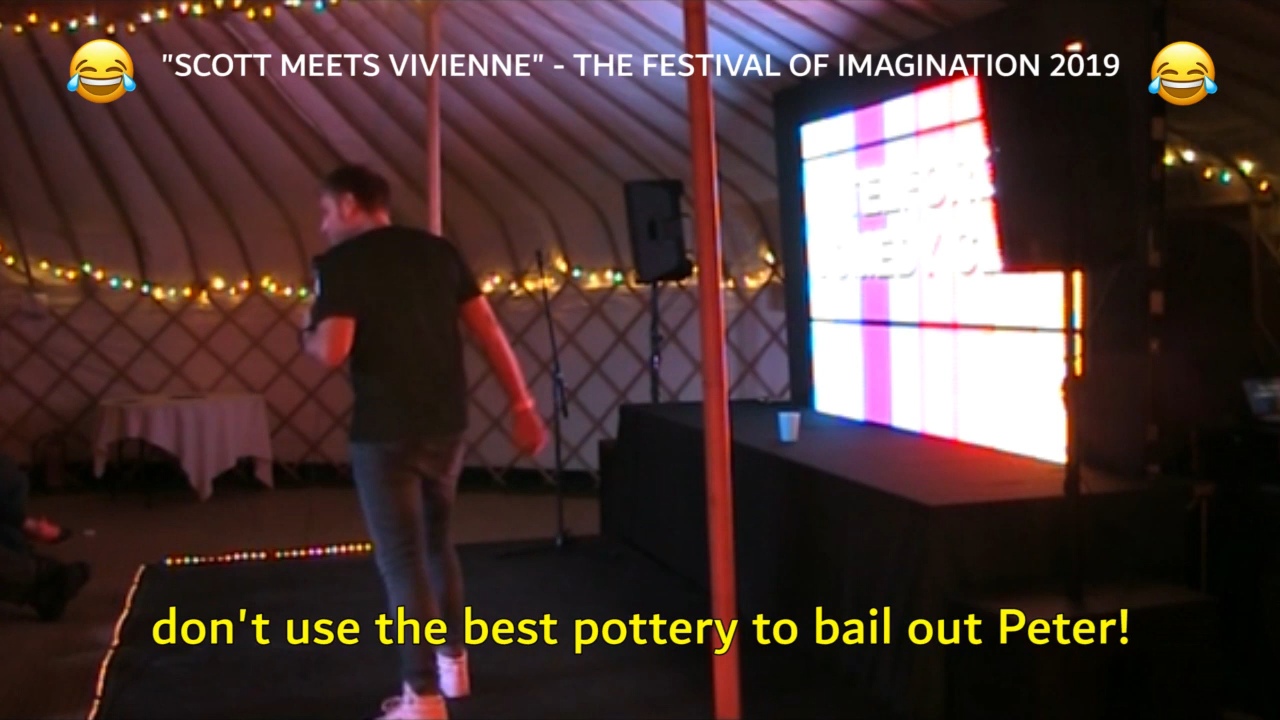 "SCOTT MEETS VIVIENNE" - THE FESTIVAL OF IMAGINATION 2019
don't use the best pottery to bail out Peter!